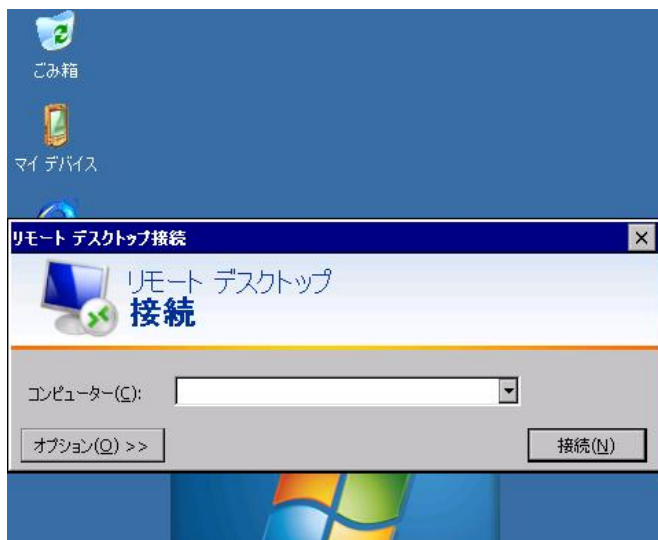 ごみ箱
マイ デバイス
リモート デスクトップ接続
リモート デスクトップ
接続
コンピューター(C):
オプション(O) >>
接続(N)